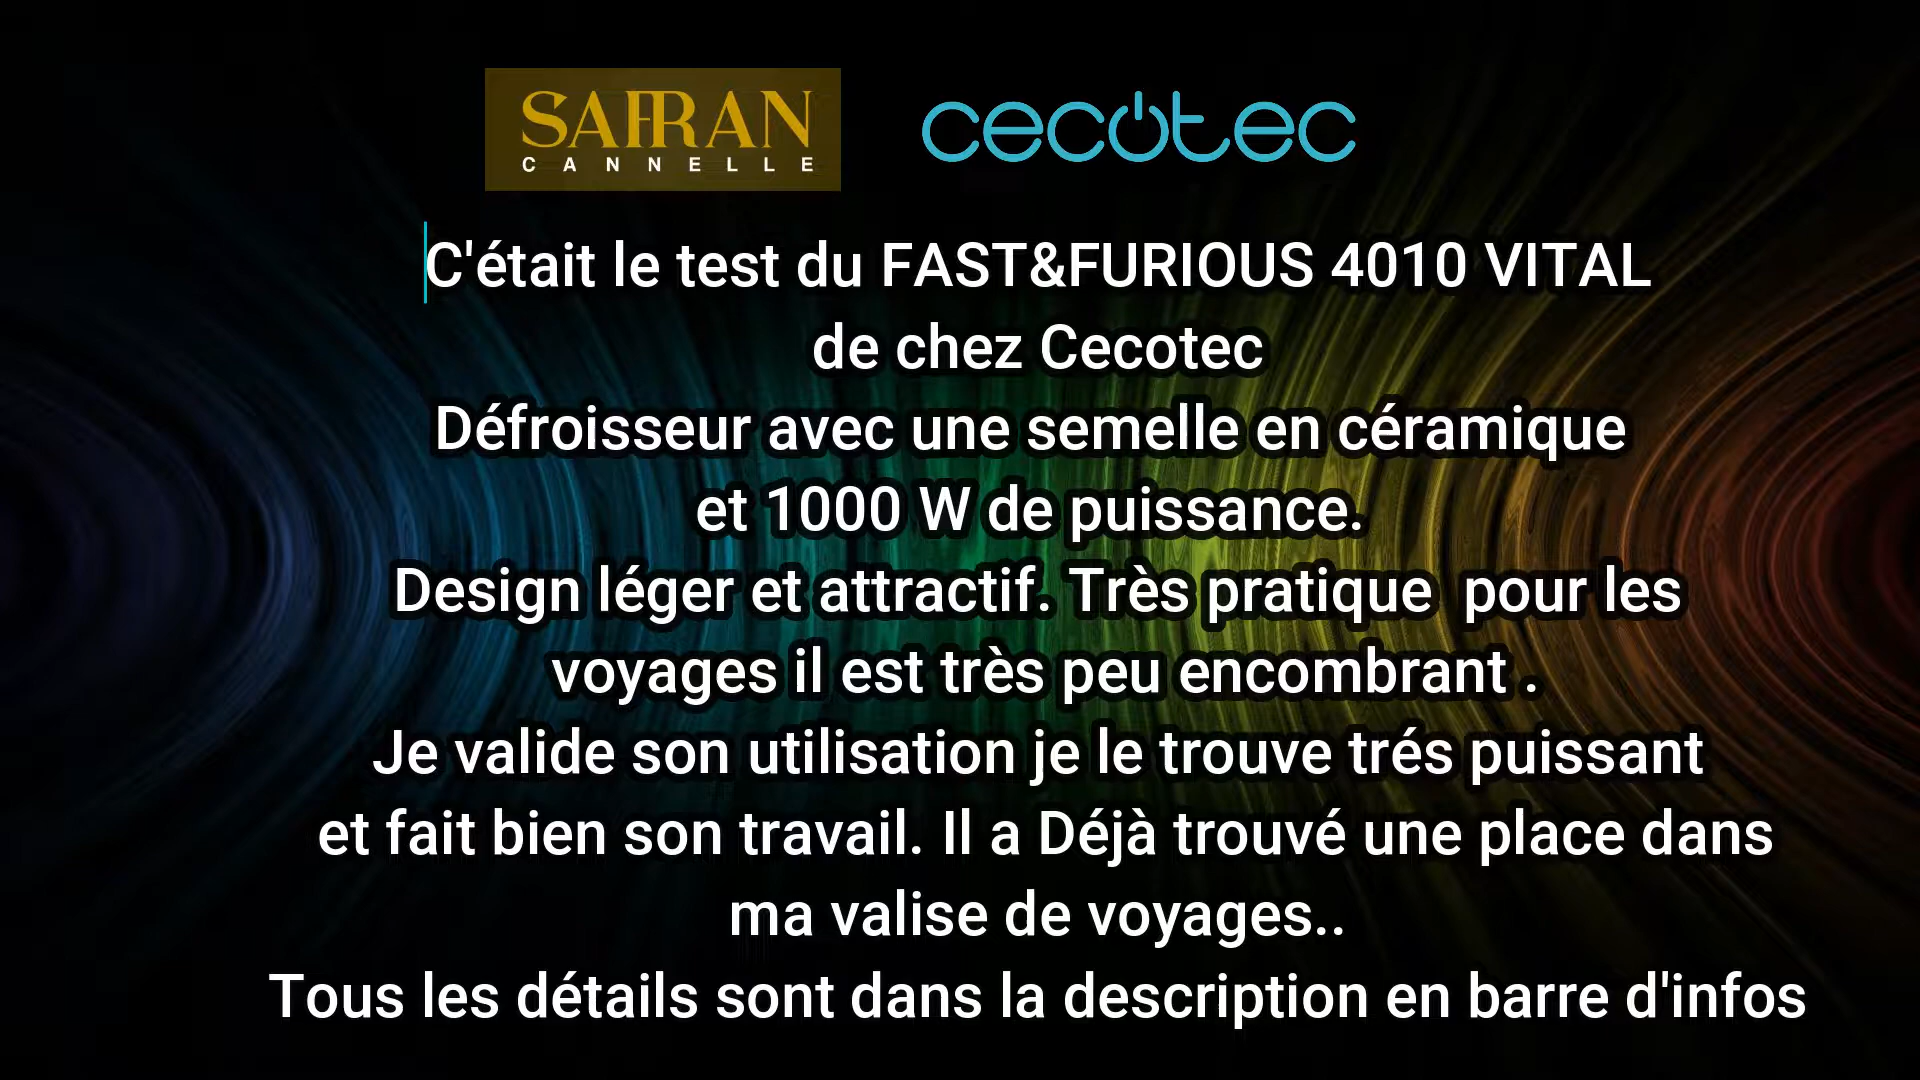 SAFRAN
CANNELLE
cecotec
C'était le test du FAST&FURIOUS 4010 VITAL
de chez Cecotec
Défroisseur avec une semelle en céramique
et 1000 W de puissance.
Design léger et attractif. Très pratique  pour les
voyages il est très peu encombrant .
Je valide son utilisation je le trouve trés puissant
et fait bien son travail. Il a Déjà trouvé une place dans
ma valise de voyages..
Tous les détails sont dans la description en barre d'infos